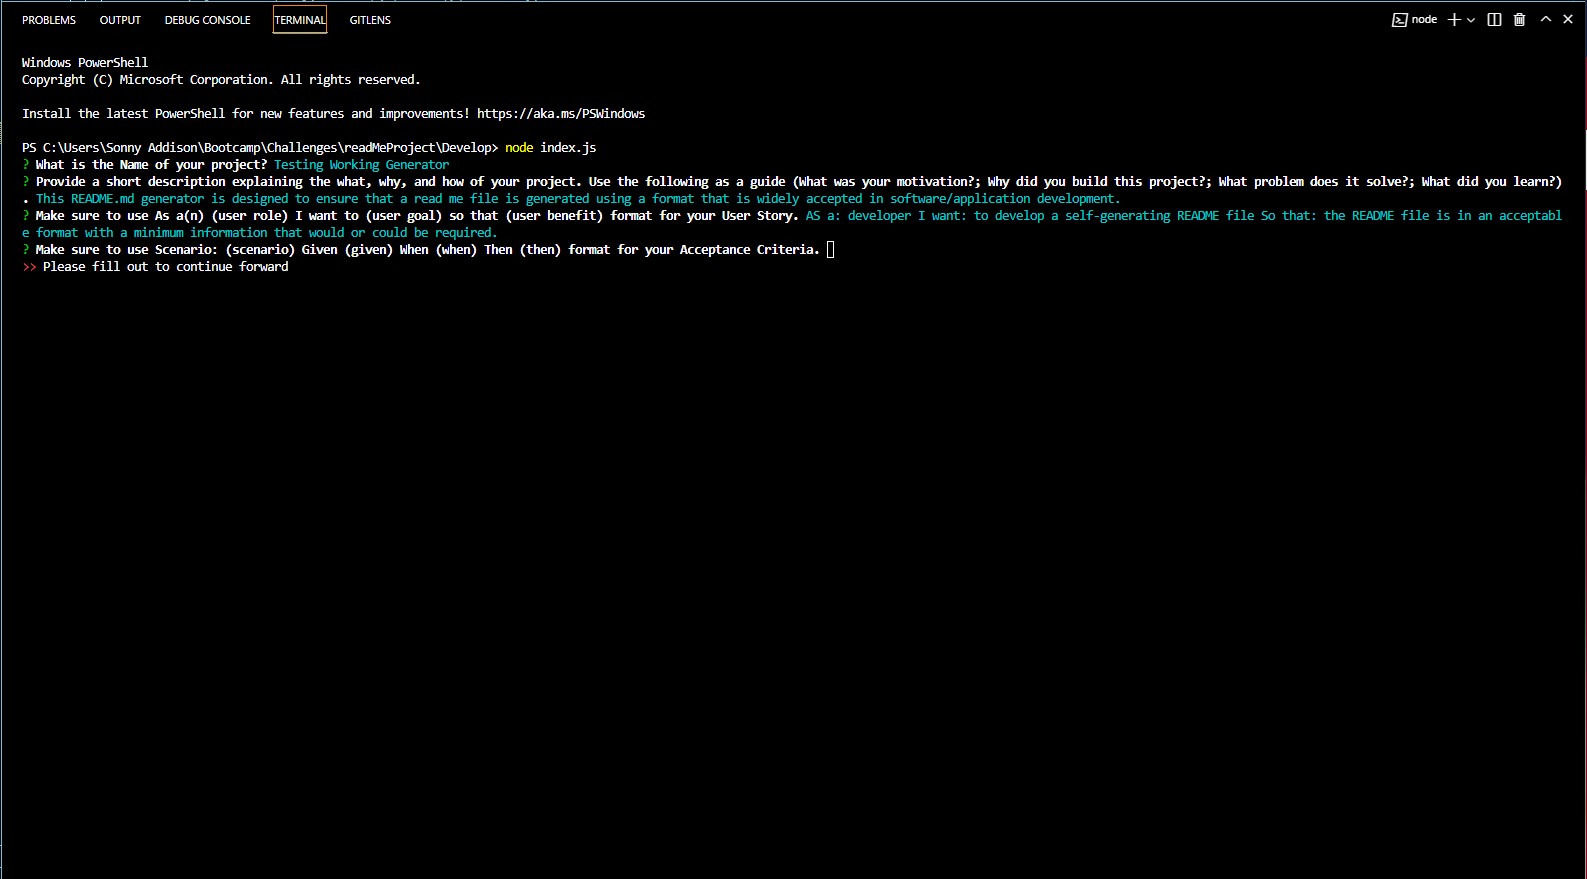 PROBLEMS OUTPUT DEBUG CONSOLE TERMINAL GITLENS node
Windows PowerShell
Copyright (C) Microsoft Corporation. All rights reserved.
Install the latest PowerShell for new features and improvements! https://aka.ms/PSWindows
PS C:\Users\Sonny Addison\Bootcamp\Challenges\readMeProject\Develop> node index.js
? What is the Name of your project? Testing Working Generator
? Provide a short description explaining the what, why, and how of your project. Use the following as a guide (What was your motivation?; Why did you build this project?; What problem does it solve?; What did you learn?)
. This README.md generator is designed to ensure that a read me file is generated using a format that is widely accepted in software/application development.
? Make sure to use As a(n) (user role) I want to (user goal) so that (user benefit) format for your User Story. AS a: developer I want: to develop a self-generating README file So that: the README file is in an acceptabl
e format with a minimum information that would or could be required.
? Make sure to use Scenario: (scenario) Given (given) When (when) Then (then) format for your Acceptance Criteria.
>> Please fill out to continue forward